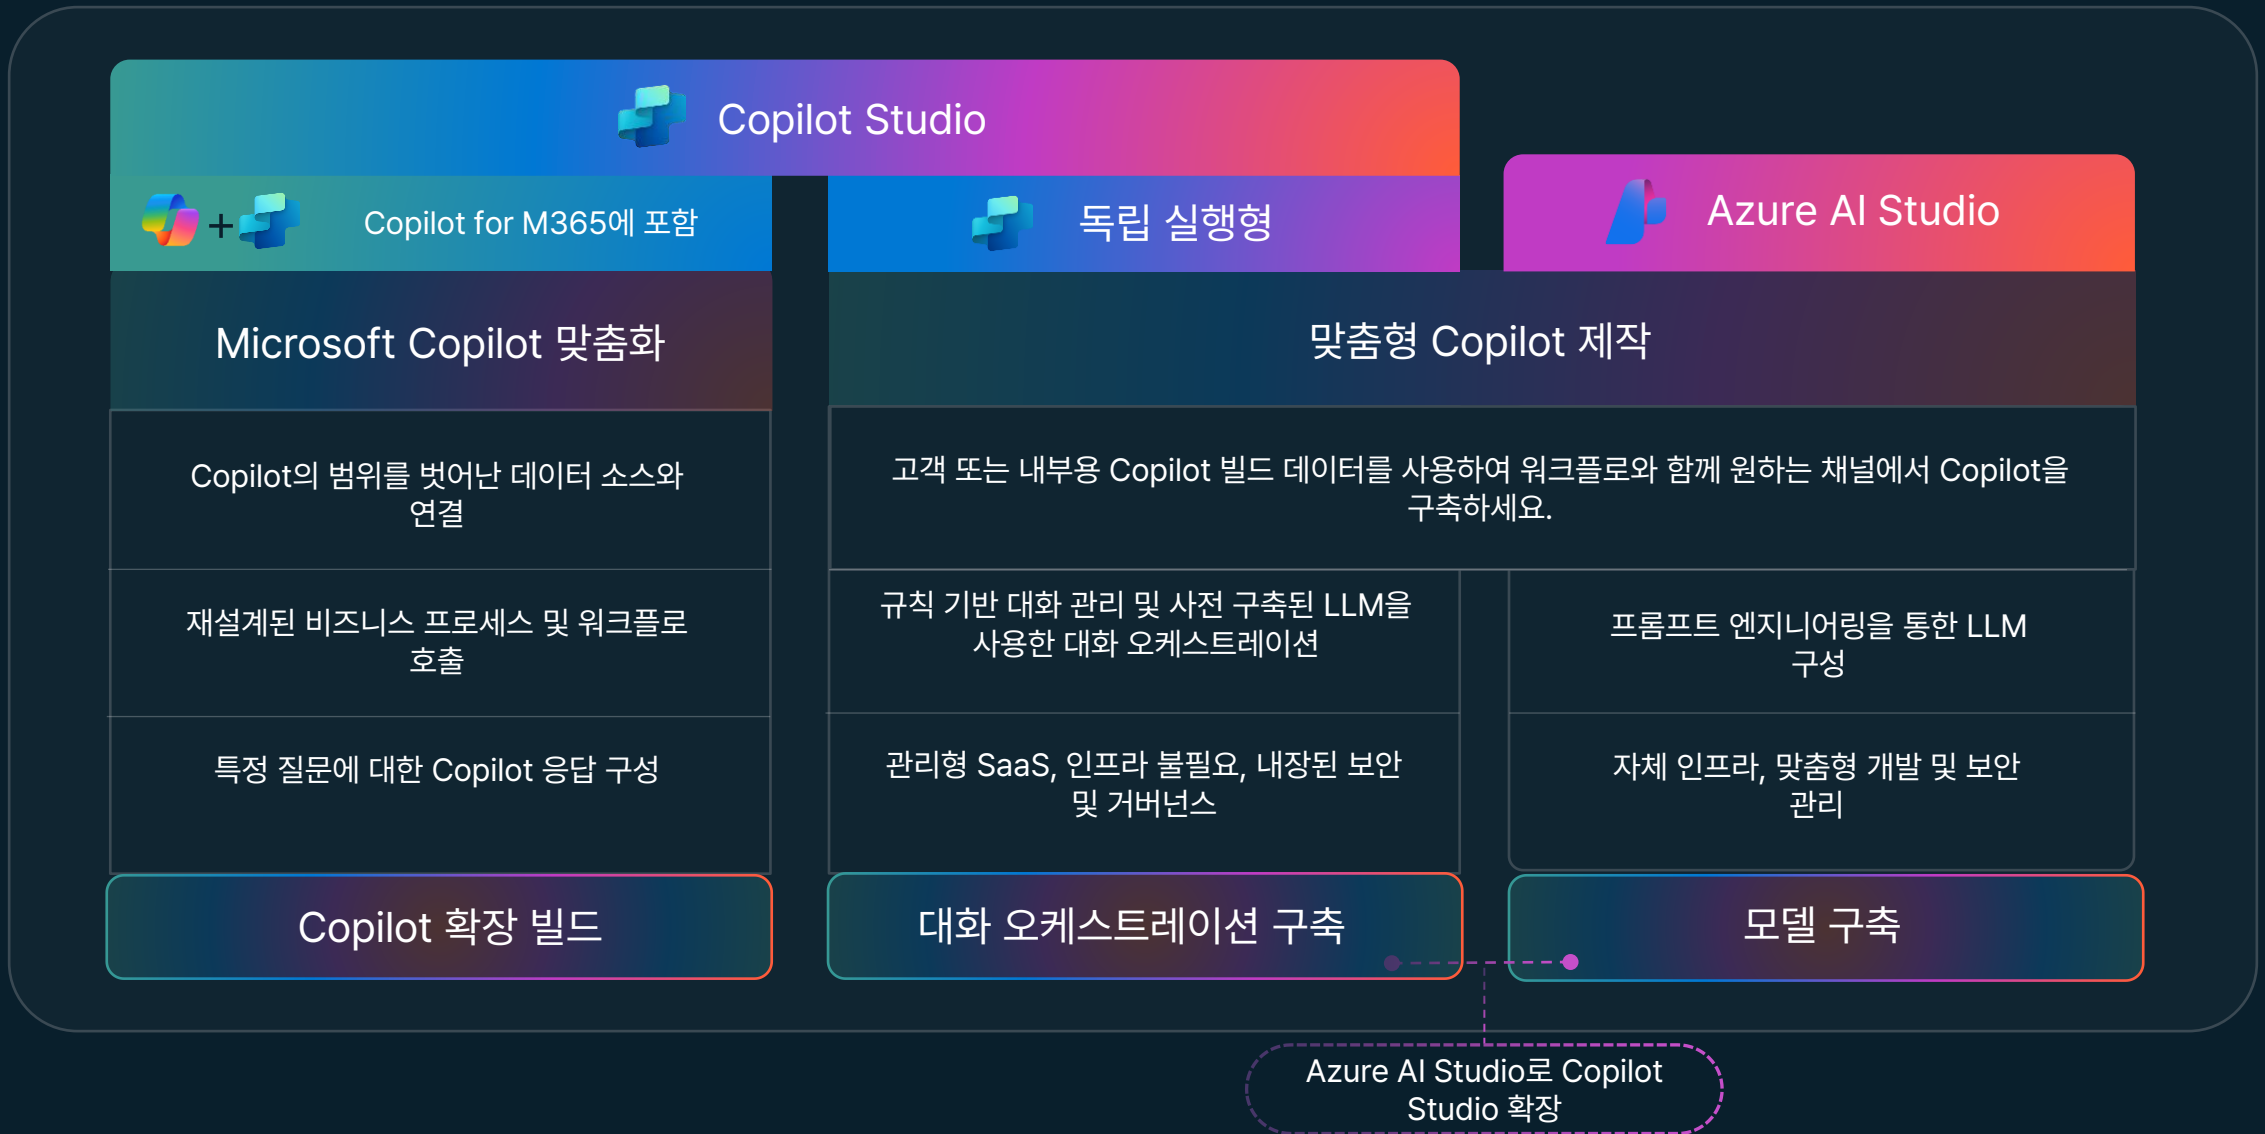 Copilot Studio
+
Copilot for M365에 포함
독립 실행형
Azure AI Studio
Microsoft Copilot 맞춤화
맞춤형 Copilot 제작
Copilot의 범위를 벗어난 데이터 소스와
연결
고객 또는 내부용 Copilot 빌드 데이터를 사용하여 워크플로와 함께 원하는 채널에서 Copilot을
구축하세요.
재설계된 비즈니스 프로세스 및 워크플로
호출
규칙 기반 대화 관리 및 사전 구축된 LLM을
사용한 대화 오케스트레이션
프롬프트 엔지니어링을 통한 LLM
구성
특정 질문에 대한 Copilot 응답 구성
관리형 SaaS, 인프라 불필요, 내장된 보안
및 거버넌스
자체 인프라, 맞춤형 개발 및 보안
관리
Copilot 확장 빌드
대화 오케스트레이션 구축
모델 구축
Azure AI Studio로 Copilot
Studio 확장